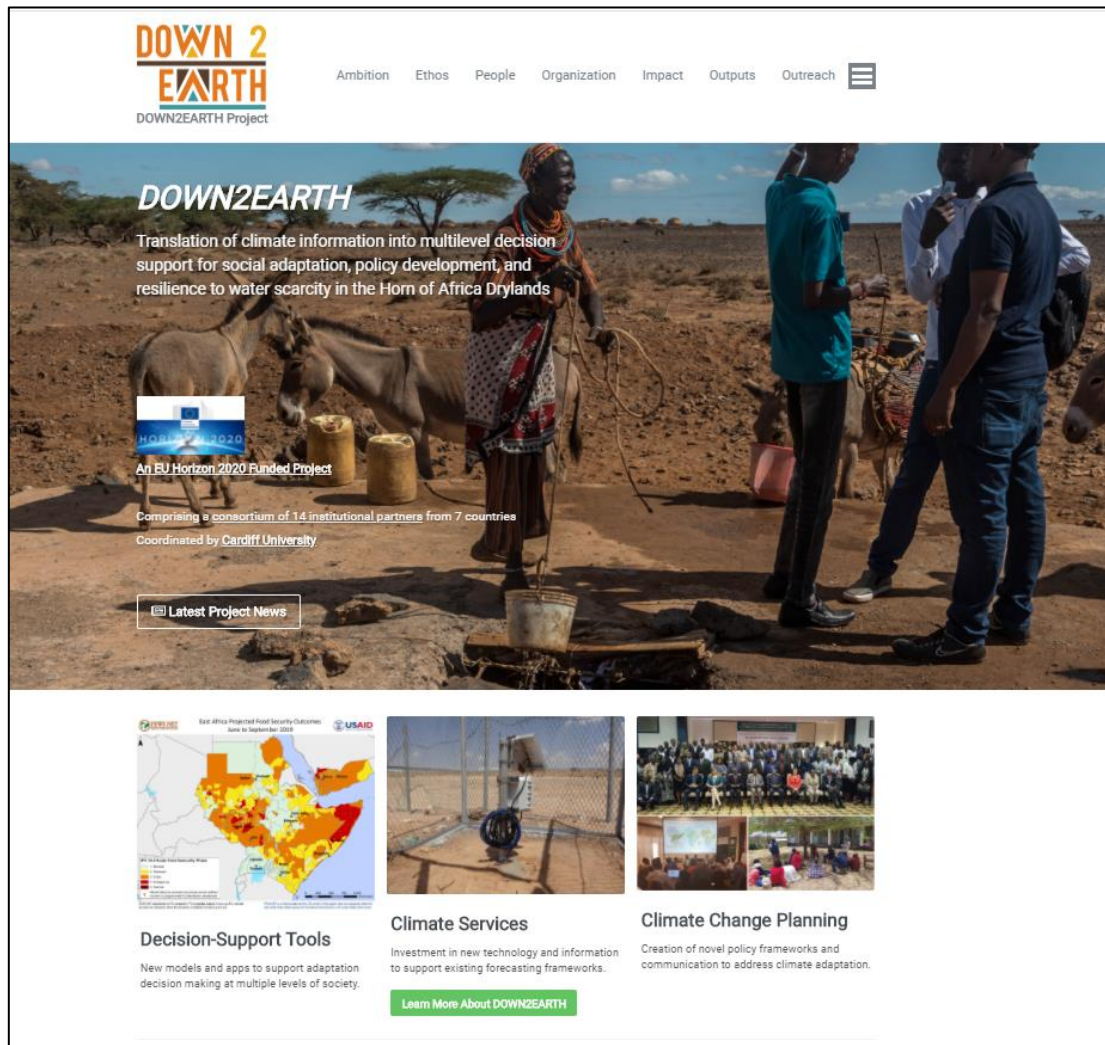 DOWN 2
EARTH
DOWN2EARTH Project
Ambition Ethos People Organization Impact Outputs Outreach
DOWN2EARTH
Translation of climate information into multilevel decision
support for social adaptation, policy development, and
resilience to water scarcity in the Horn of Africa Drylands
HORIZON 2020
An EU Horizon 2020 Funded Project
Comprising a consortium of 14 institutional partners from 7 countries
Coordinated by Cardiff University
Latest Project News
East Africa Projected Food Security Outcomes
USAID
Decision-Support Tools
New models and apps to support adaptation
decision making at multiple levels of society.
Climate Services
Investment in new technology and information
to support existing forecasting frameworks.
Learn More About DOWN2EARTH
Climate Change Planning
Creation of novel policy frameworks and
communication to address climate adaptation.